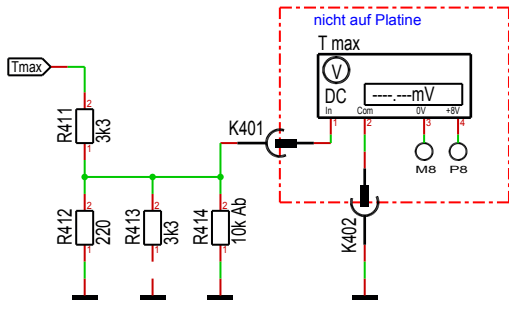 nicht auf Platine
T max
V
DC
----.---mV
In
Com
0V
+8V
1
2
3
4
M8
P8
Tmax
2
R411
3k3
1
K401
2
R412
220
1
2
R413
3k3
1
2
R414
10k Ab
1
K402